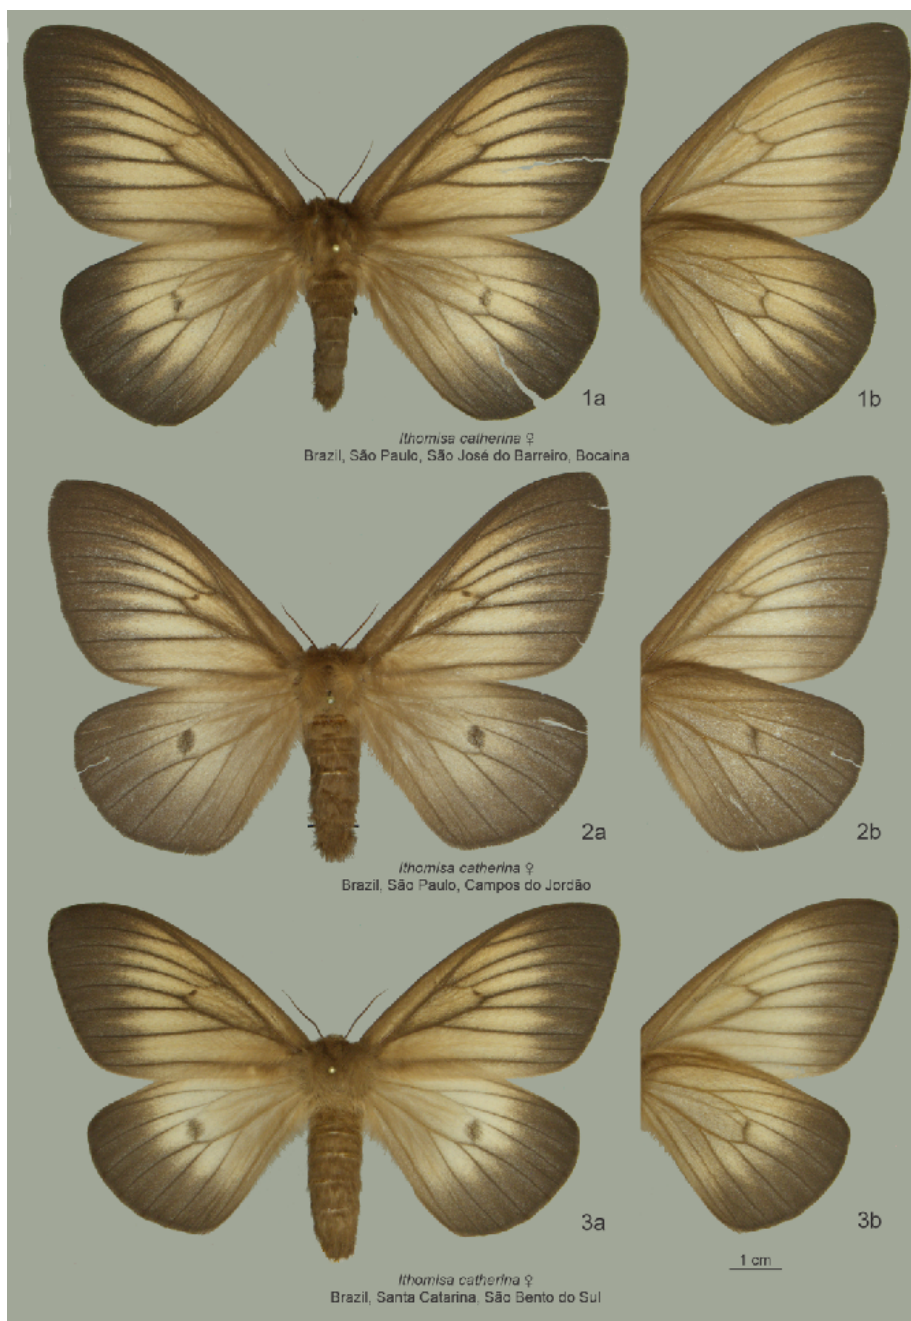 1a
1b
Ithomisa catherina ♀
Brazil, São Paulo, São José do Barreiro, Bocaina
2a
2b
Ithomisa catherina ♀
Brazil, São Paulo, Campos do Jordão
3a
3b
1 cm
Ithomisa catherina ♀
Brazil, Santa Catarina, São Bento do Sul